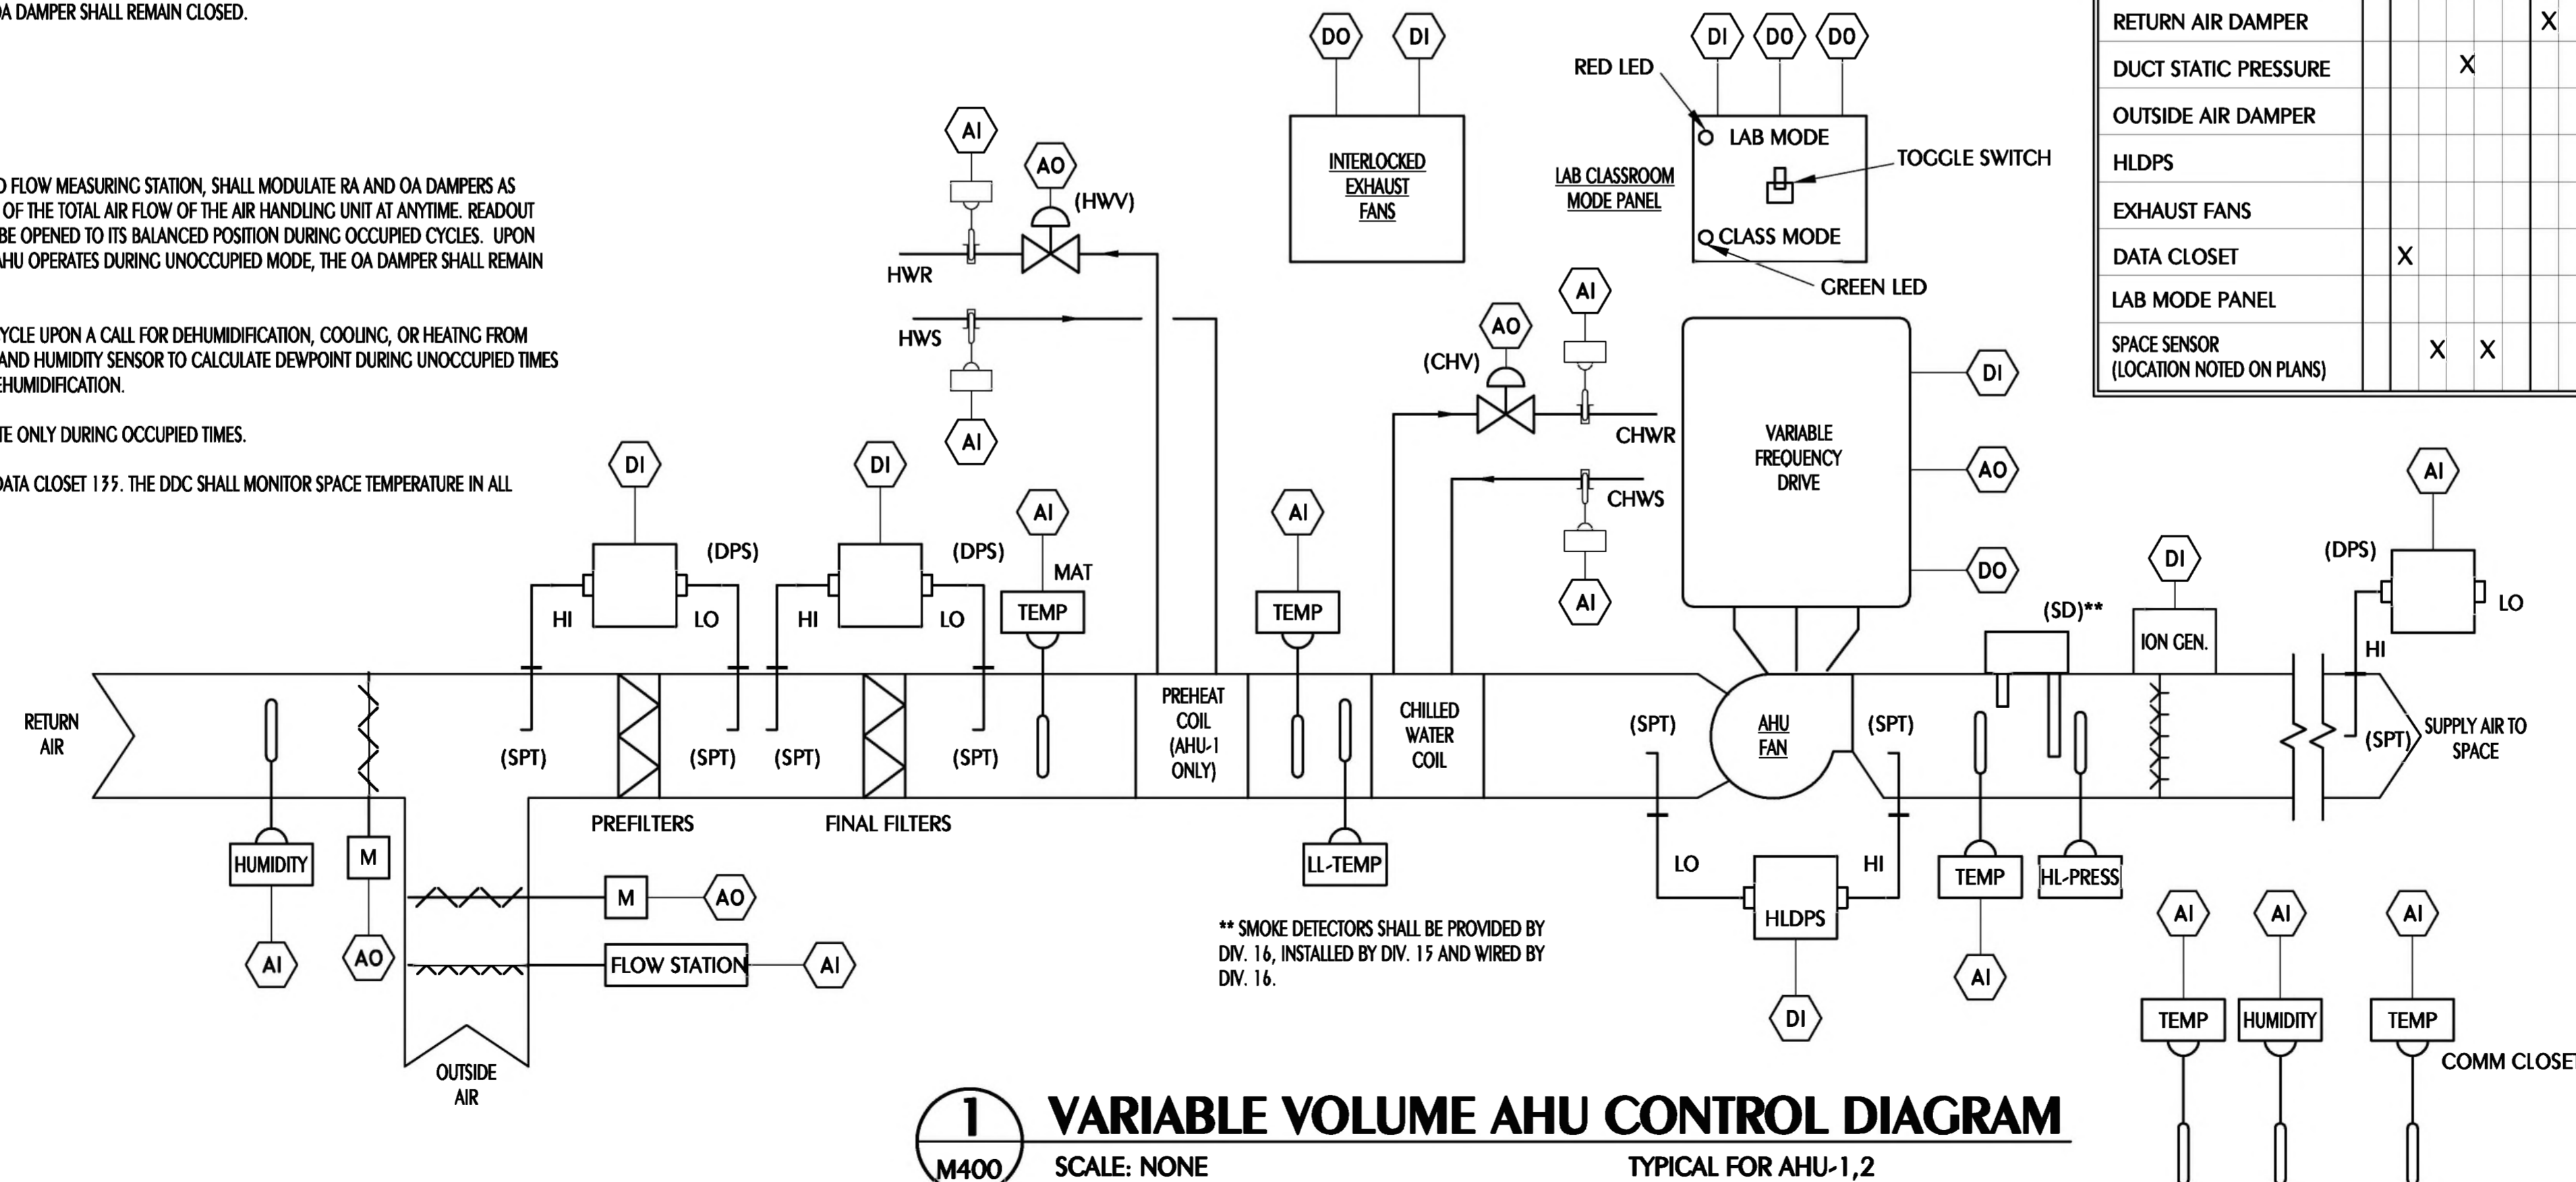 OA DAMPER SHALL REMAIN CLOSED.
FLOW MEASURING STATION, SHALL MODULATE RA AND OA DAMPERS AS
OF THE TOTAL AIR FLOW OF THE AIR HANDLING UNIT AT ANYTIME. READOUT
BE OPENED TO ITS BALANCED POSITION DURING OCCUPIED CYCLES. UPON
AHU OPERATES DURING UNOCCUPIED MODE, THE OA DAMPER SHALL REMAIN
CYCLE UPON A CALL FOR DEHUMIDIFICATION, COOLING, OR HEATNG FROM
AND HUMIDITY SENSOR TO CALCULATE DEWPOINT DURING UNOCCUPIED TIMES
DEHUMIDIFICATION.
TE ONLY DURING OCCUPIED TIMES.
DATA CLOSET 135. THE DDC SHALL MONITOR SPACE TEMPERATURE IN ALL
DO
DI
INTERLOCKED
EXHAUST
FANS
DI
DO
DO
RED LED
LAB MODE
TOGGLE SWITCH
LAB CLASSROOM
MODE PANEL
CLASS MODE
GREEN LED
RETURN AIR DAMPER X
DUCT STATIC PRESSURE X
OUTSIDE AIR DAMPER
HLDPS
EXHAUST FANS
DATA CLOSET X
LAB MODE PANEL
SPACE SENSOR X X
(LOCATION NOTED ON PLANS)
AI
AO
(HWV)
HWR
HWS
AI
AI
AO
(CHV)
CHWR
CHWS
AI
VARIABLE
FREQUENCY
DRIVE
DI
AO
DO
DI
(DPS)
HI
LO
DI
(DPS)
HI
LO
AI
MAT
TEMP
AI
TEMP
(SD)**
DI
ION GEN.
AI
(DPS)
LO
HI
RETURN
AIR
(SPT)
(SPT)
(SPT)
(SPT)
PREHEAT
COIL
(AHU-1
ONLY)
CHILLED
WATER
COIL
(SPT)
AHU
FAN
(SPT)
(SPT)
SUPPLY AIR TO
SPACE
PREFILTERS
FINAL FILTERS
HUMIDITY
AI
M
AO
M
AO
FLOW STATION
AI
OUTSIDE
AIR
LL-TEMP
LO
HI
HLDPS
DI
TEMP
AI
HL-PRESS
** SMOKE DETECTORS SHALL BE PROVIDED BY
DIV. 16, INSTALLED BY DIV. 15 AND WIRED BY
DIV. 16.
AI
AI
AI
TEMP
HUMIDITY
TEMP
COMM CLOSET
1
M400
VARIABLE VOLUME AHU CONTROL DIAGRAM
SCALE: NONE
TYPICAL FOR AHU-1,2